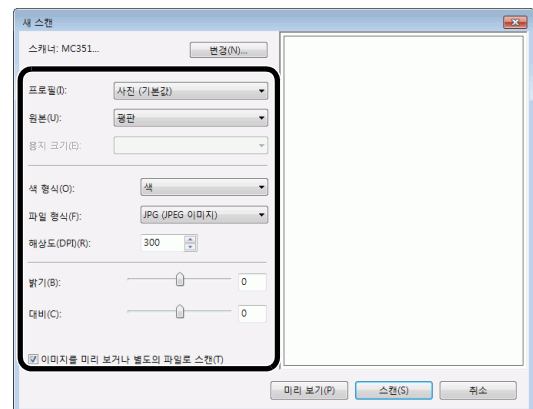 새 스캔
스캐너: MC351... 변경(N)...
프로필(I): 사진 (기본값)
원본(U): 평판
용지 크기(E):
색 형식(O): 색
파일 형식(F): JPG (JPEG 이미지)
해상도(DPI)(R): 300
밝기(B): 0
대비(C): 0
이미지를 미리 보거나 별도의 파일로 스캔(T)
미리 보기(P) 스캔(S) 취소